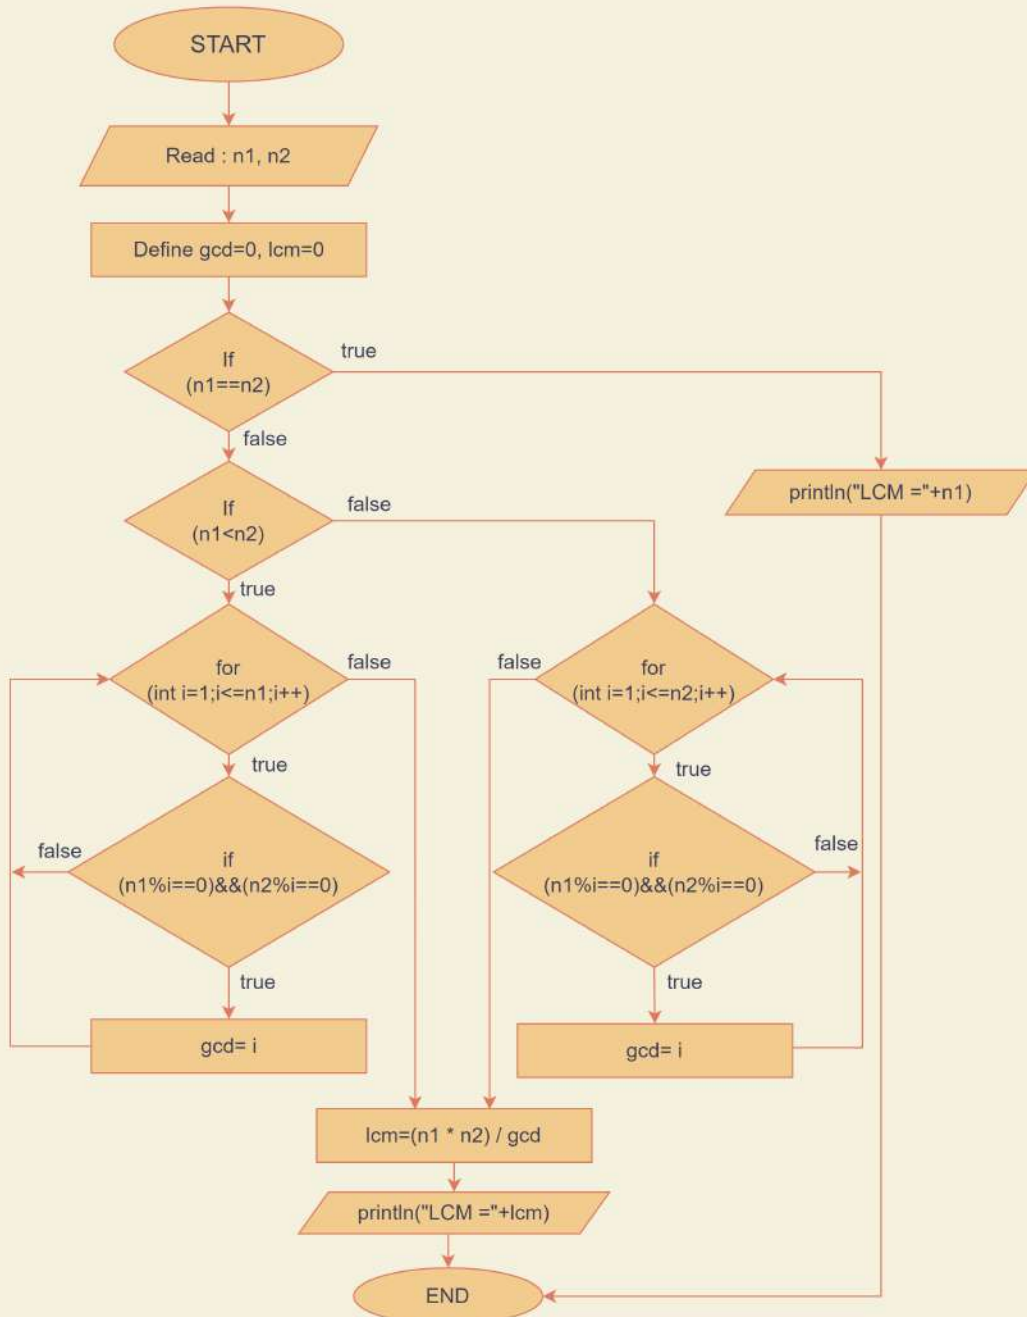 START
Read : n1, n2
Define gcd=0, lcm=0
If
(n1==n2)
true
false
println("LCM ="+n1)
If
(n1<n2)
false
true
for
(int i=1;i<=n1;i++)
false
true
false
for
(int i=1;i<=n2;i++)
true
if
(n1%i==0)&&(n2%i==0)
false
true
if
(n1%i==0)&&(n2%i==0)
false
true
gcd= i
gcd= i
lcm=(n1 * n2) / gcd
println("LCM ="+lcm)
END